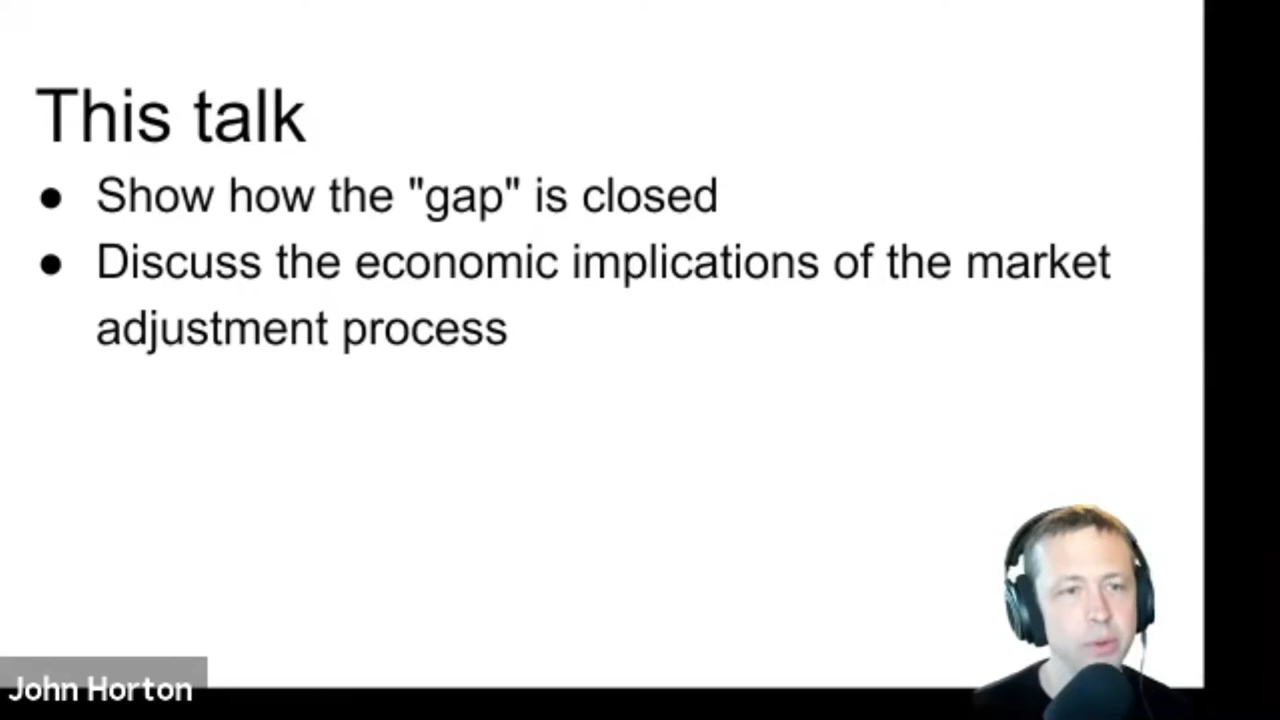 This talk
● Show how the "gap" is closed
● Discuss the economic implications of the market
adjustment process
John Horton